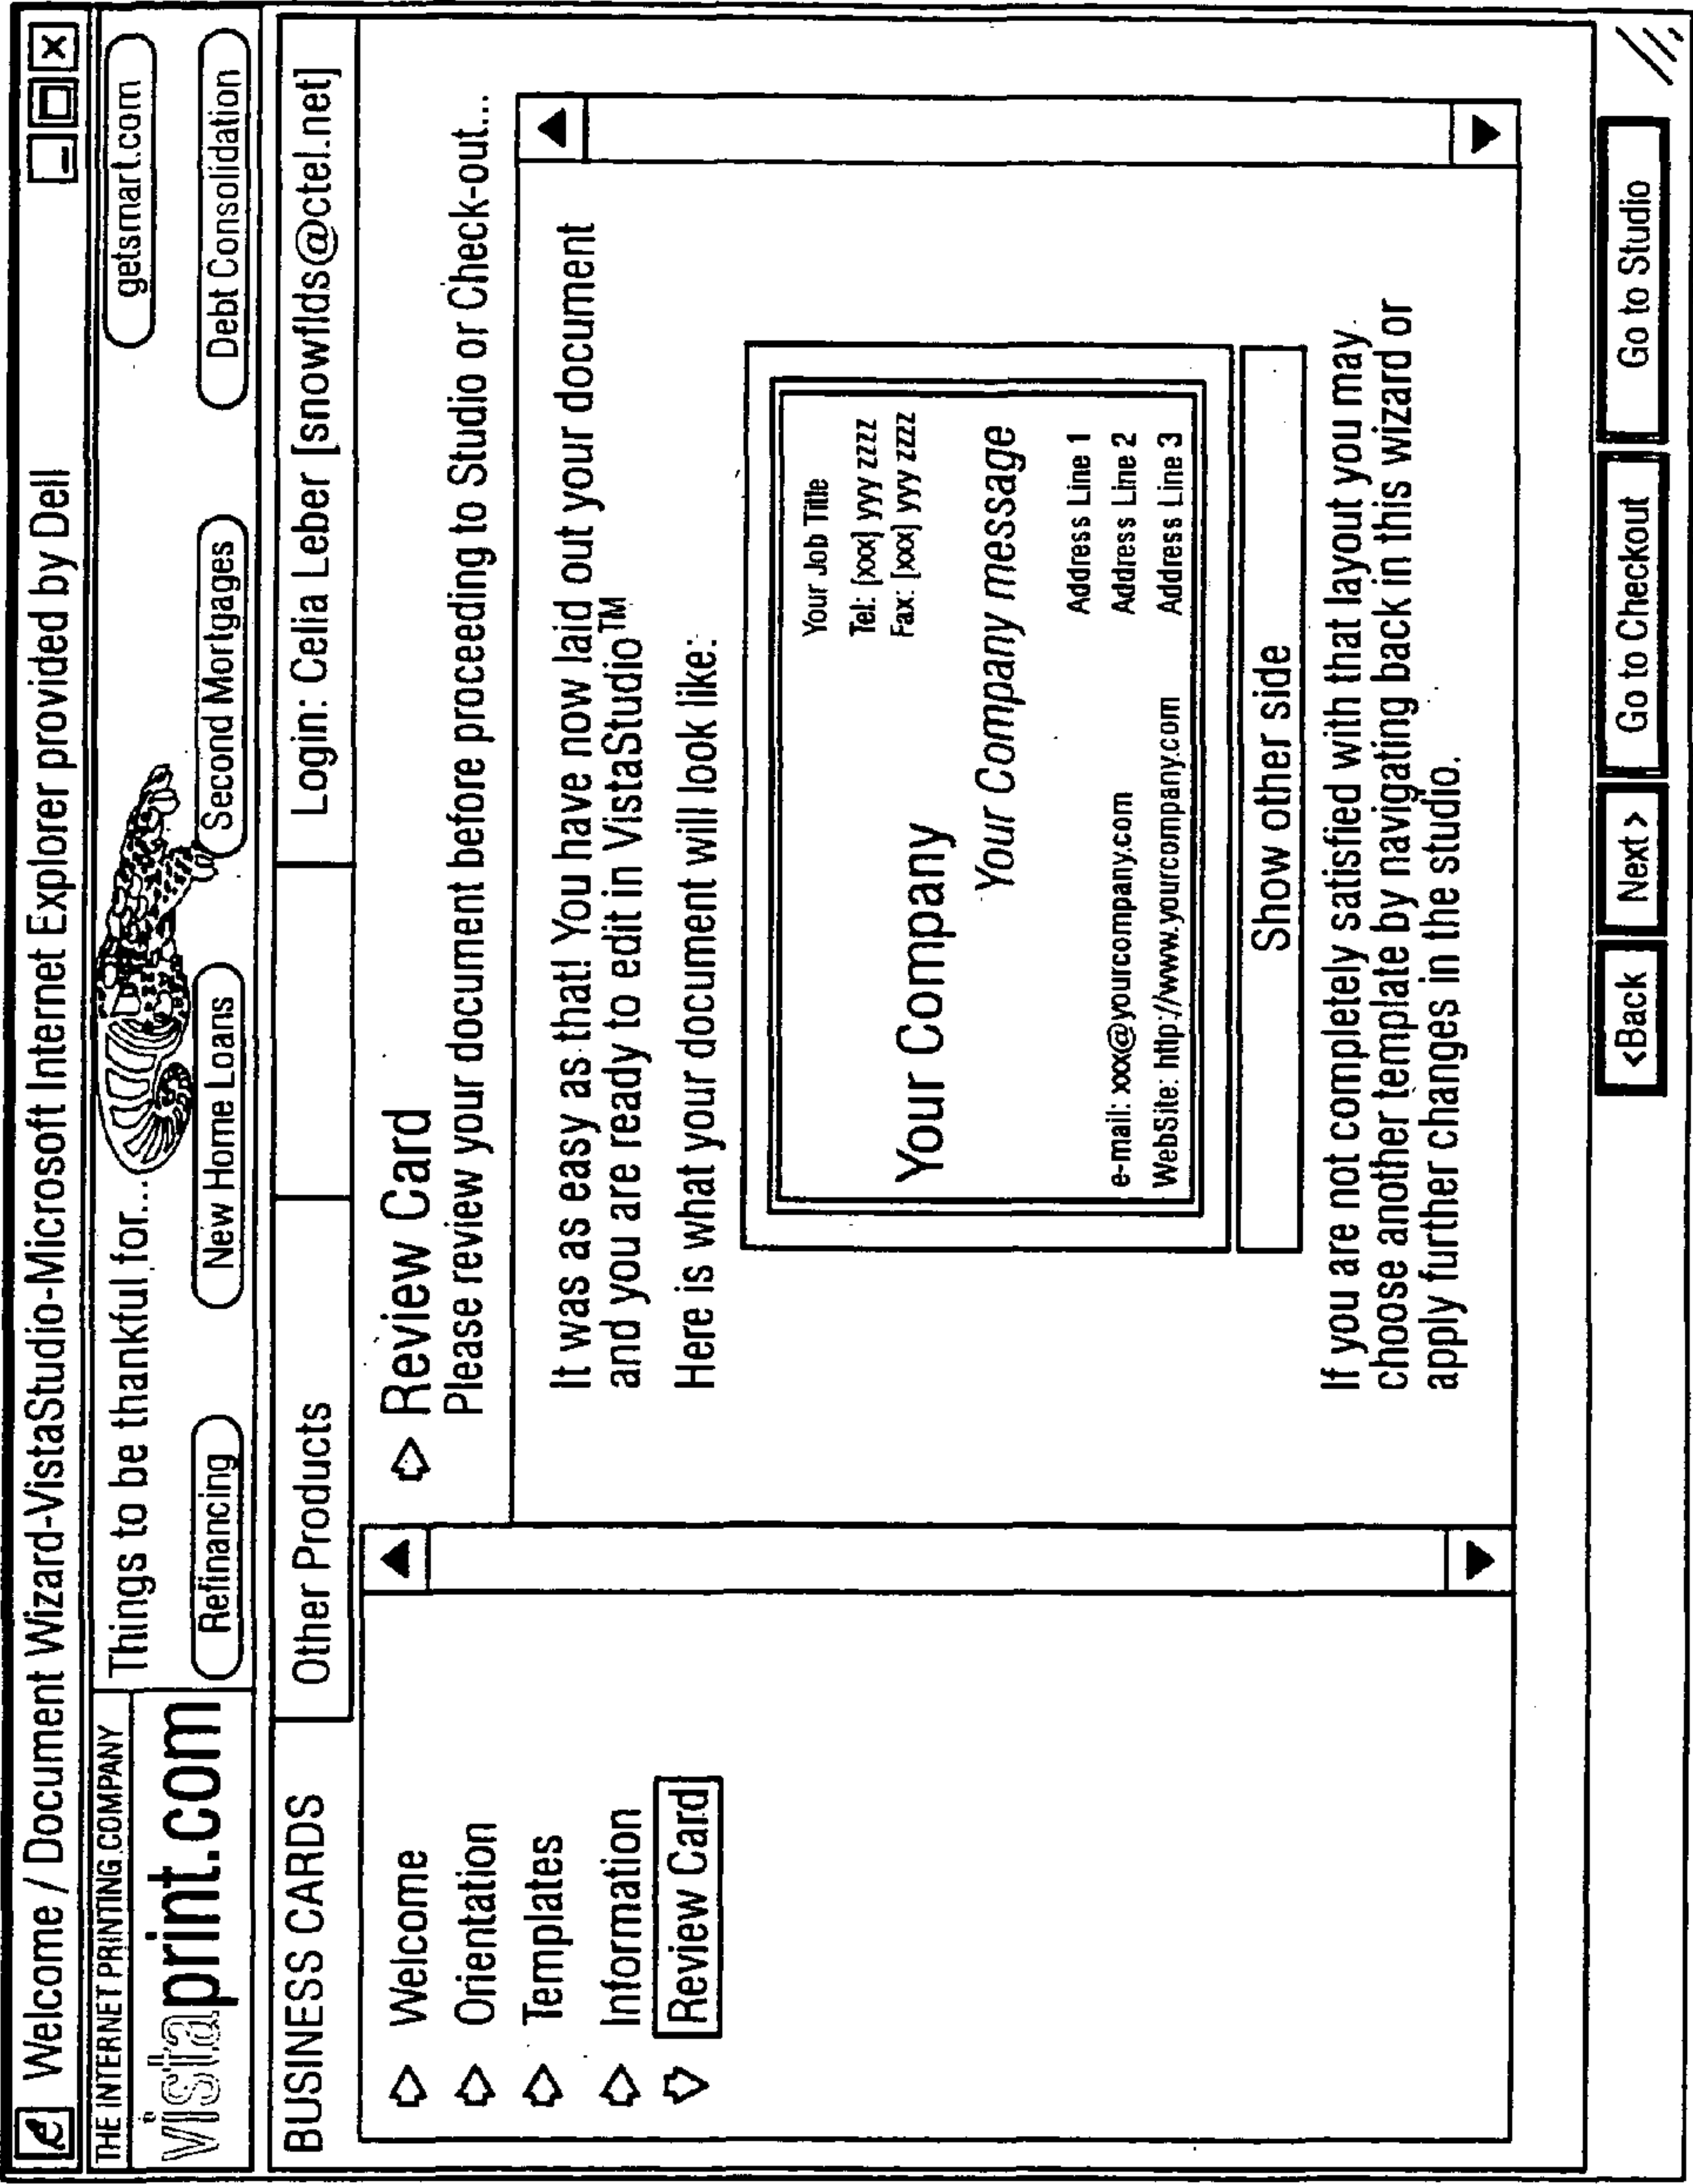 Welcome / Document Wizard-VistaStudio-Microsoft Internet Explorer provided by Dell
THE INTERNET PRINTING COMPANY
vistaprint.com
Things to be thankful for...
getsmart.com
Refinancing
New Home Loans
Second Mortgages
Debt Consolidation
BUSINESS CARDS
Other Products
Login: Celia Leber [snowflds@ctel.net]
Welcome
Orientation
Templates
Information
Review Card
Review Card
Please review your document before proceeding to Studio or Check-out...
It was as easy as that! You have now laid out your document
and you are ready to edit in VistaStudio™
Here is what your document will look like:
Your Job Title
Tel: [xxx] yyy zzzz
Fax: [xxx] yyy zzzz
Your Company
Your Company message
Address Line 1
e-mail: xxx@yourcompany.com Address Line 2
WebSite: http://www.yourcompany.com Address Line 3
Show other side
If you are not completely satisfied with that layout you may
choose another template by navigating back in this wizard or
apply further changes in the studio.
<Back
Next >
Go to Checkout
Go to Studio